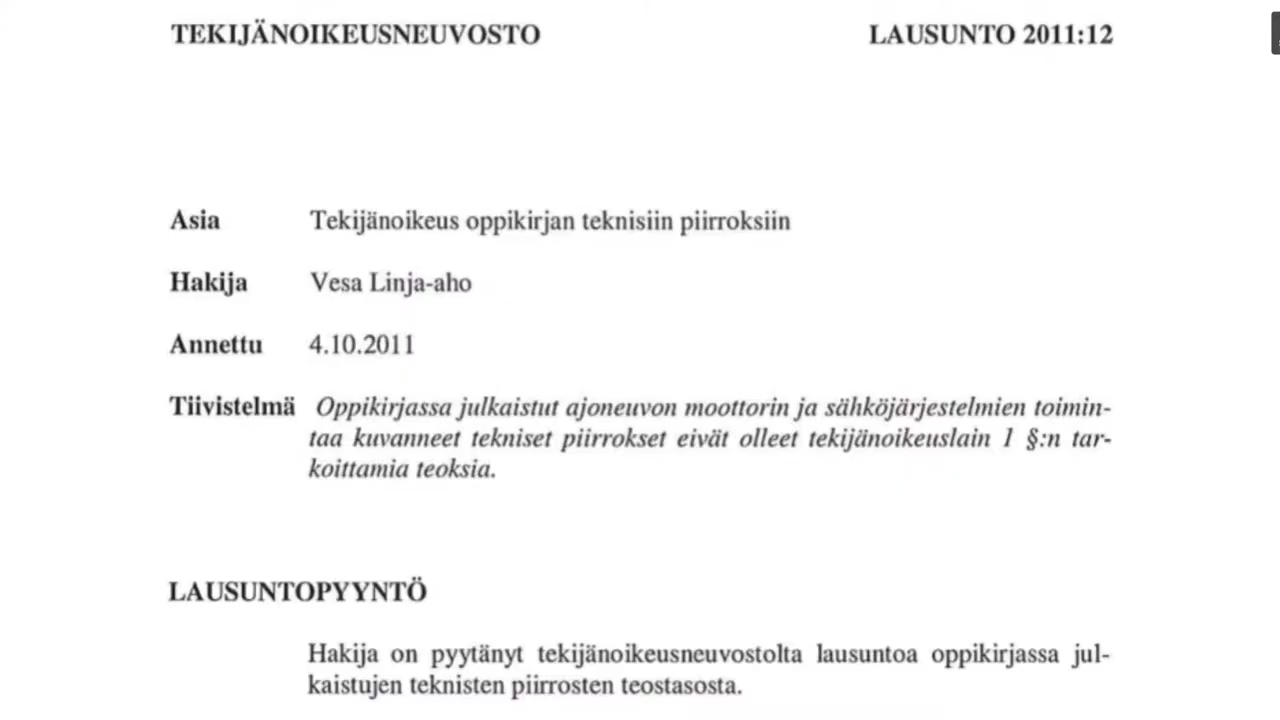 TEKIJÄNOIKEUSNEUVOSTO LAUSUNTO 2011:12
Asia Tekijänoikeus oppikirjan teknisiin piirroksiin
Hakija Vesa Linja-aho
Annettu 4.10.2011
Tiivistelmä Oppikirjassa julkaistut ajoneuvon moottorin ja sähköjärjestelmien toimin-
taa kuvanneet tekniset piirrokset eivät olleet tekijänoikeuslain 1 §:n tar-
koittamia teoksia.
LAUSUNTOPYYNTÖ
Hakija on pyytänyt tekijänoikeusneuvostolta lausuntoa oppikirjassa jul-
kaistujen teknisten piirrosten teostasosta.